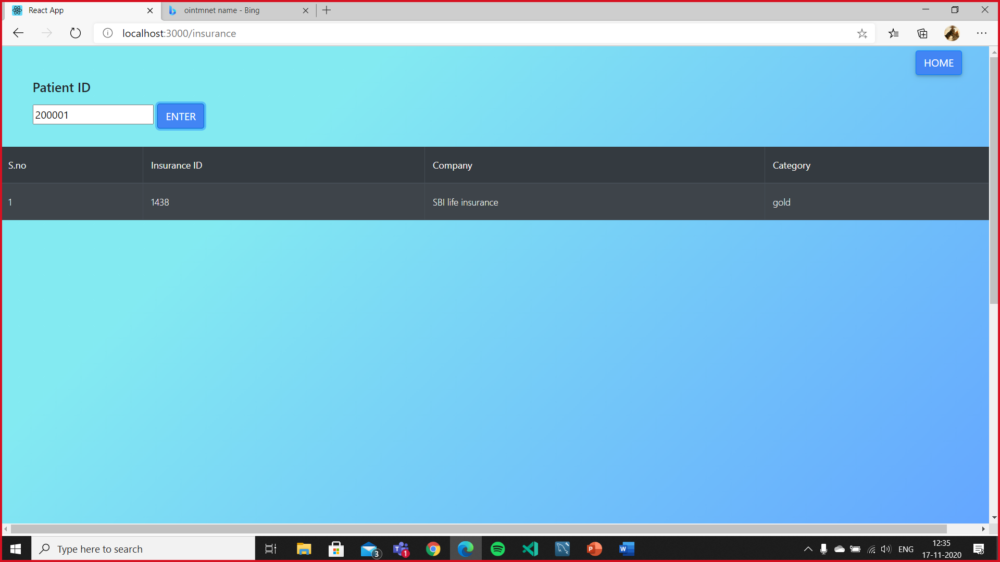 React App
ointmnet name - Bing
localhost:3000/insurance
HOME
Patient ID
200001
ENTER
S.no Insurance ID Company Category
1 1438 SBI life insurance gold
Type here to search
3
T
1
P
W
ENG
12:35
17-11-2020